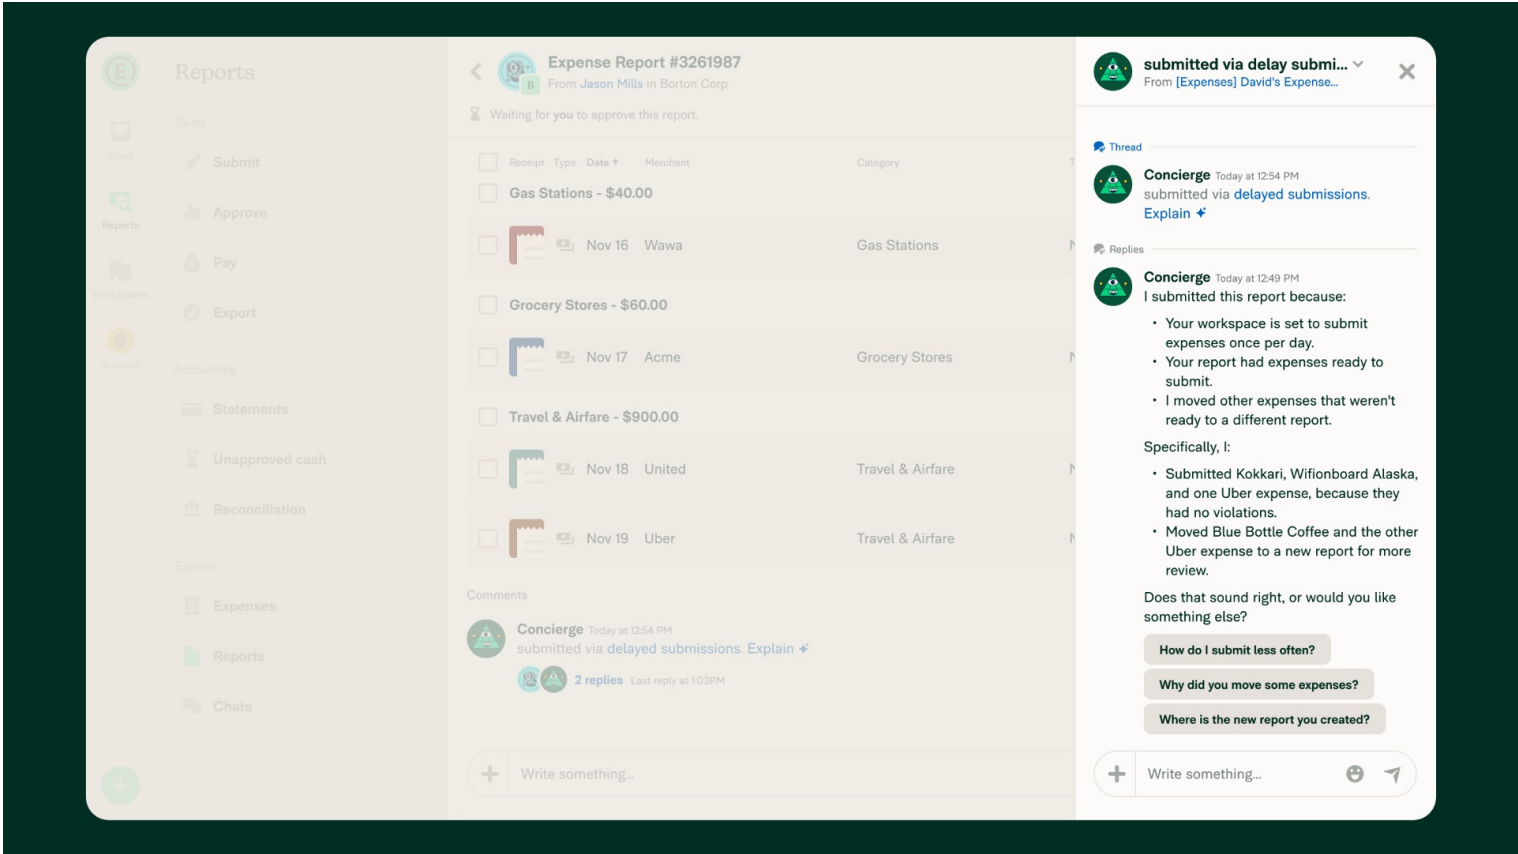 E
Reports
Inbox
Reports
Workspaces
Account
To-do
Submit
Approve
Pay
Export
Accounting
Statements
Unapproved cash
Reconciliation
Explore
Expenses
Reports
Chats
Expense Report #3261987
B
From Jason Mills in Borton Corp
Waiting for you to approve this report.
Receipt Type Date ↑ Merchant Category T
Gas Stations - $40.00
Nov 16 Wawa Gas Stations
Grocery Stores - $60.00
Nov 17 Acme Grocery Stores
Travel & Airfare - $900.00
Nov 18 United Travel & Airfare
Nov 19 Uber Travel & Airfare
Comments
Concierge Today at 12:54 PM
submitted via delayed submissions. Explain
2 replies Last reply at 1:03PM
Write something...
submitted via delay submi...
From [Expenses] David's Expense...
Thread
Concierge Today at 12:54 PM
submitted via delayed submissions.
Explain
Replies
Concierge Today at 12:49 PM
I submitted this report because:
• Your workspace is set to submit
expenses once per day.
• Your report had expenses ready to
submit.
• I moved other expenses that weren't
ready to a different report.
Specifically, I:
• Submitted Kokkari, Wifionboard Alaska,
and one Uber expense, because they
had no violations.
• Moved Blue Bottle Coffee and the other
Uber expense to a new report for more
review.
Does that sound right, or would you like
something else?
How do I submit less often?
Why did you move some expenses?
Where is the new report you created?
Write something...